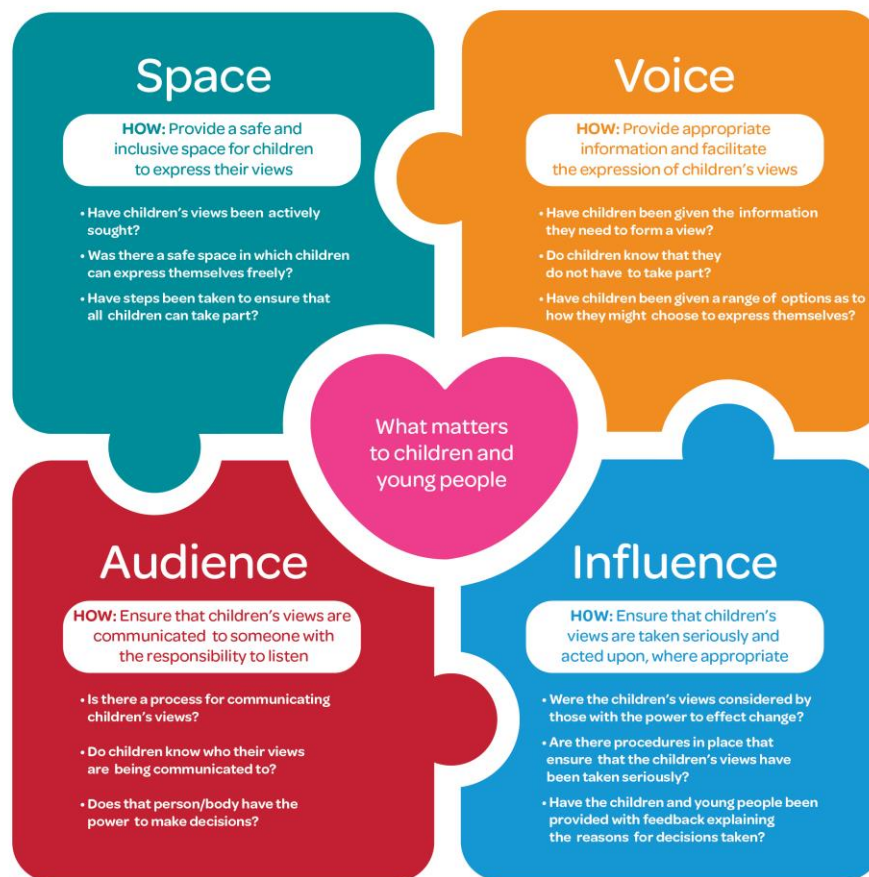 Space
HOW: Provide a safe and
inclusive space for children
to express their views
• Have children's views been actively
sought?
• Was there a safe space in which children
can express themselves freely?
• Have steps been taken to ensure that
all children can take part?
Voice
HOW: Provide appropriate
information and facilitate
the expression of children's views
• Have children been given the information
they need to form a view?
• Do children know that they
do not have to take part?
• Have children been given a range of options as to
how they might choose to express themselves?
What matters
to children and
young people
Audience
HOW: Ensure that children's views are
communicated to someone with
the responsibility to listen
• Is there a process for communicating
children's views?
• Do children know who their views
are being communicated to?
• Does that person/body have the
power to make decisions?
Influence
HOW: Ensure that children's
views are taken seriously and
acted upon, where appropriate
• Were the children's views considered by
those with the power to effect change?
• Are there procedures in place that
ensure that the children's views have
been taken seriously?
• Have the children and young people been
provided with feedback explaining
the reasons for decisions taken?